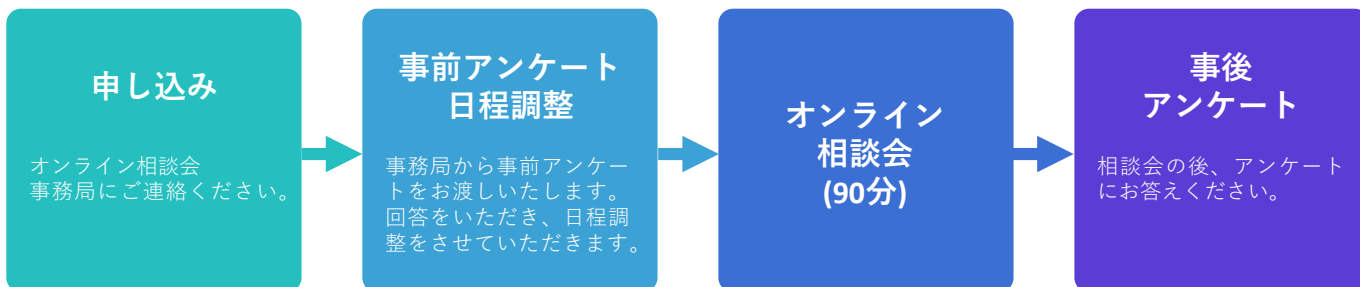 申し込み
オンライン相談会
事務局にご連絡ください。
事前アンケート
日程調整
事務局から事前アンケー
トをお渡しいたします。
回答をいただき、日程調
整をさせていただきます。
オンライン
相談会
(90分)
事後
アンケート
相談会の後、アンケート
にお答えください。